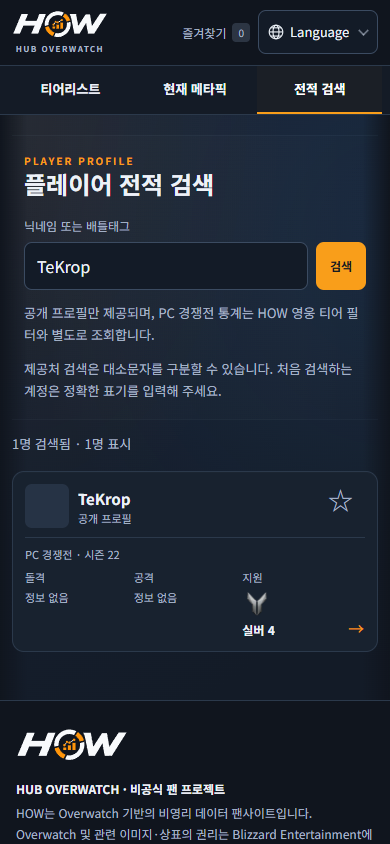 HOW
HUB OVERWATCH
즐겨찾기 0
Language
티어리스트 현재 메타픽 전적 검색
PLAYER PROFILE
플레이어 전적 검색
닉네임 또는 배틀태그
TeKrop 검색
공개 프로필만 제공되며, PC 경쟁전 통계는 HOW 영웅 티어 필
터와 별도로 조회합니다.
제공처 검색은 대소문자를 구분할 수 있습니다. 처음 검색하는
계정은 정확한 표기를 입력해 주세요.
1명 검색됨 · 1명 표시
TeKrop
공개 프로필
PC 경쟁전 · 시즌 22
돌격 공격 지원
정보 없음 정보 없음
실버 4 →
HOW
HUB OVERWATCH · 비공식 팬 프로젝트
HOW는 Overwatch 기반의 비영리 데이터 팬사이트입니다.
Overwatch 및 관련 이미지·상표의 권리는 Blizzard Entertainment에